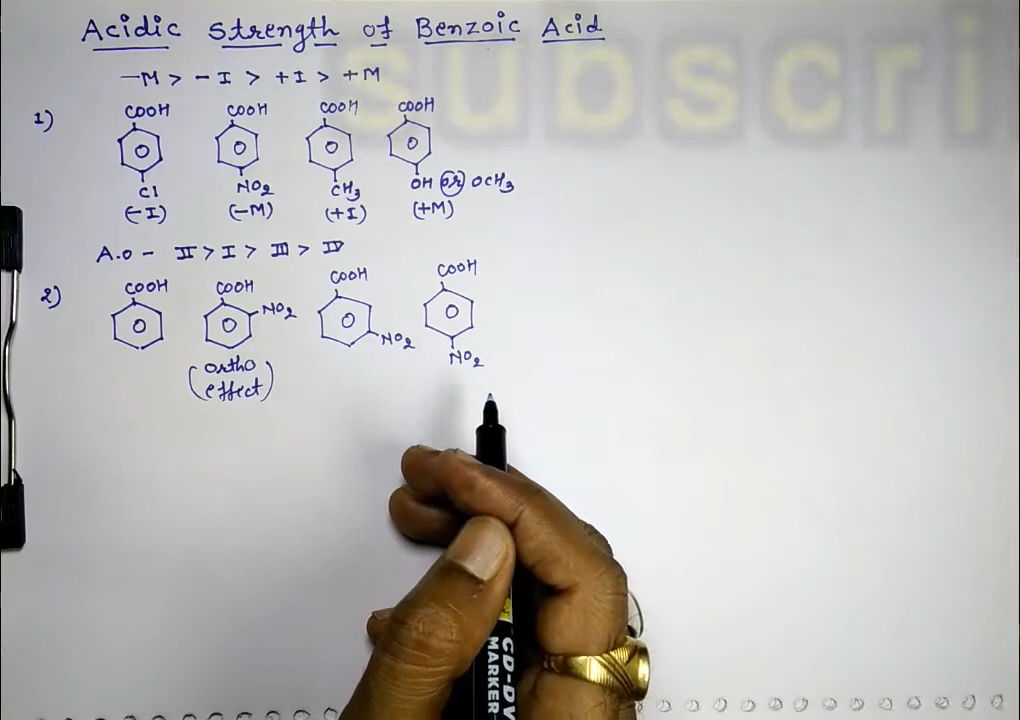 Acidic Strength of Benzoic Acid
subscri
-M > -I > +I > +M
1)
COOH COOH COOH COOH
Cl NO2 CH3 OH or OCH3
(-I) (-M) (+I) (+M)
A.O - II > I > III > IV
2)
COOH COOH COOH COOH
NO2 NO2 NO2
(ortho
effect)
CD-DV
MARKER